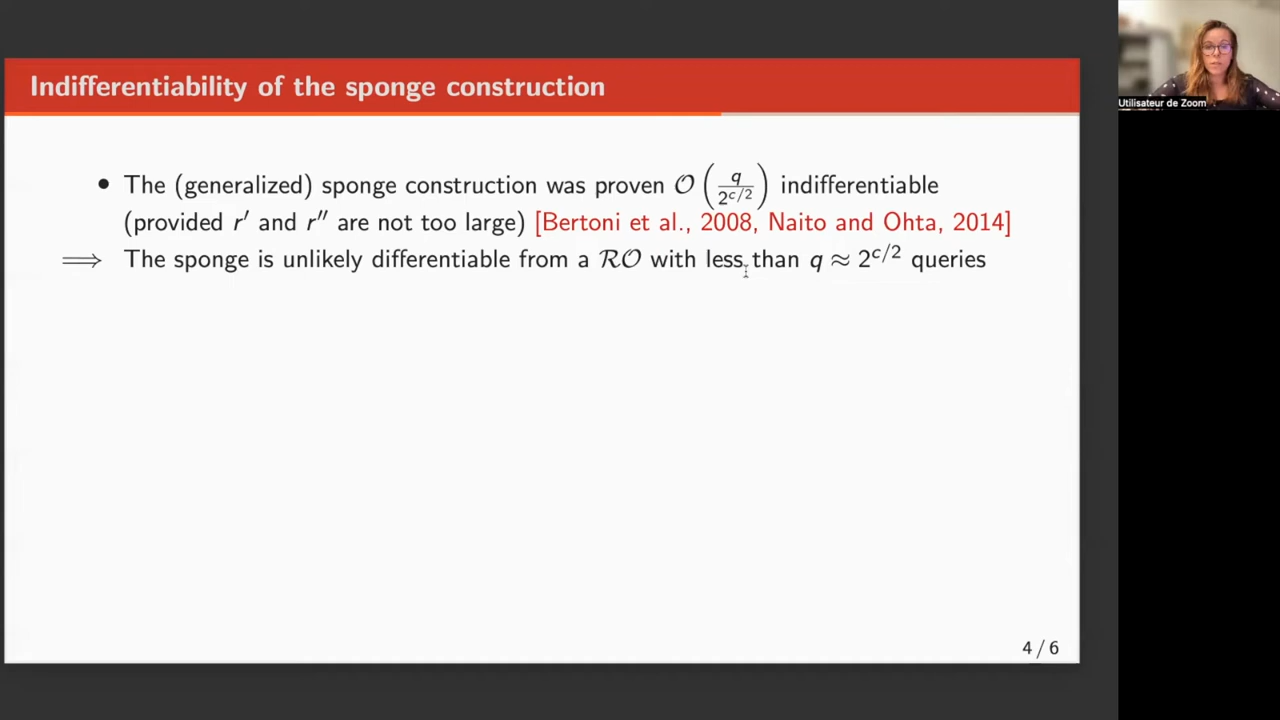 Indifferentiability of the sponge construction
• The (generalized) sponge construction was proven 𝒪(q/2^{c/2}) indifferentiable
(provided r′ and r″ are not too large) [Bertoni et al., 2008, Naito and Ohta, 2014]
⟹ The sponge is unlikely differentiable from a ℛ𝒪 with less than q ≈ 2^{c/2} queries
4 / 6
Utilisateur de Zoom